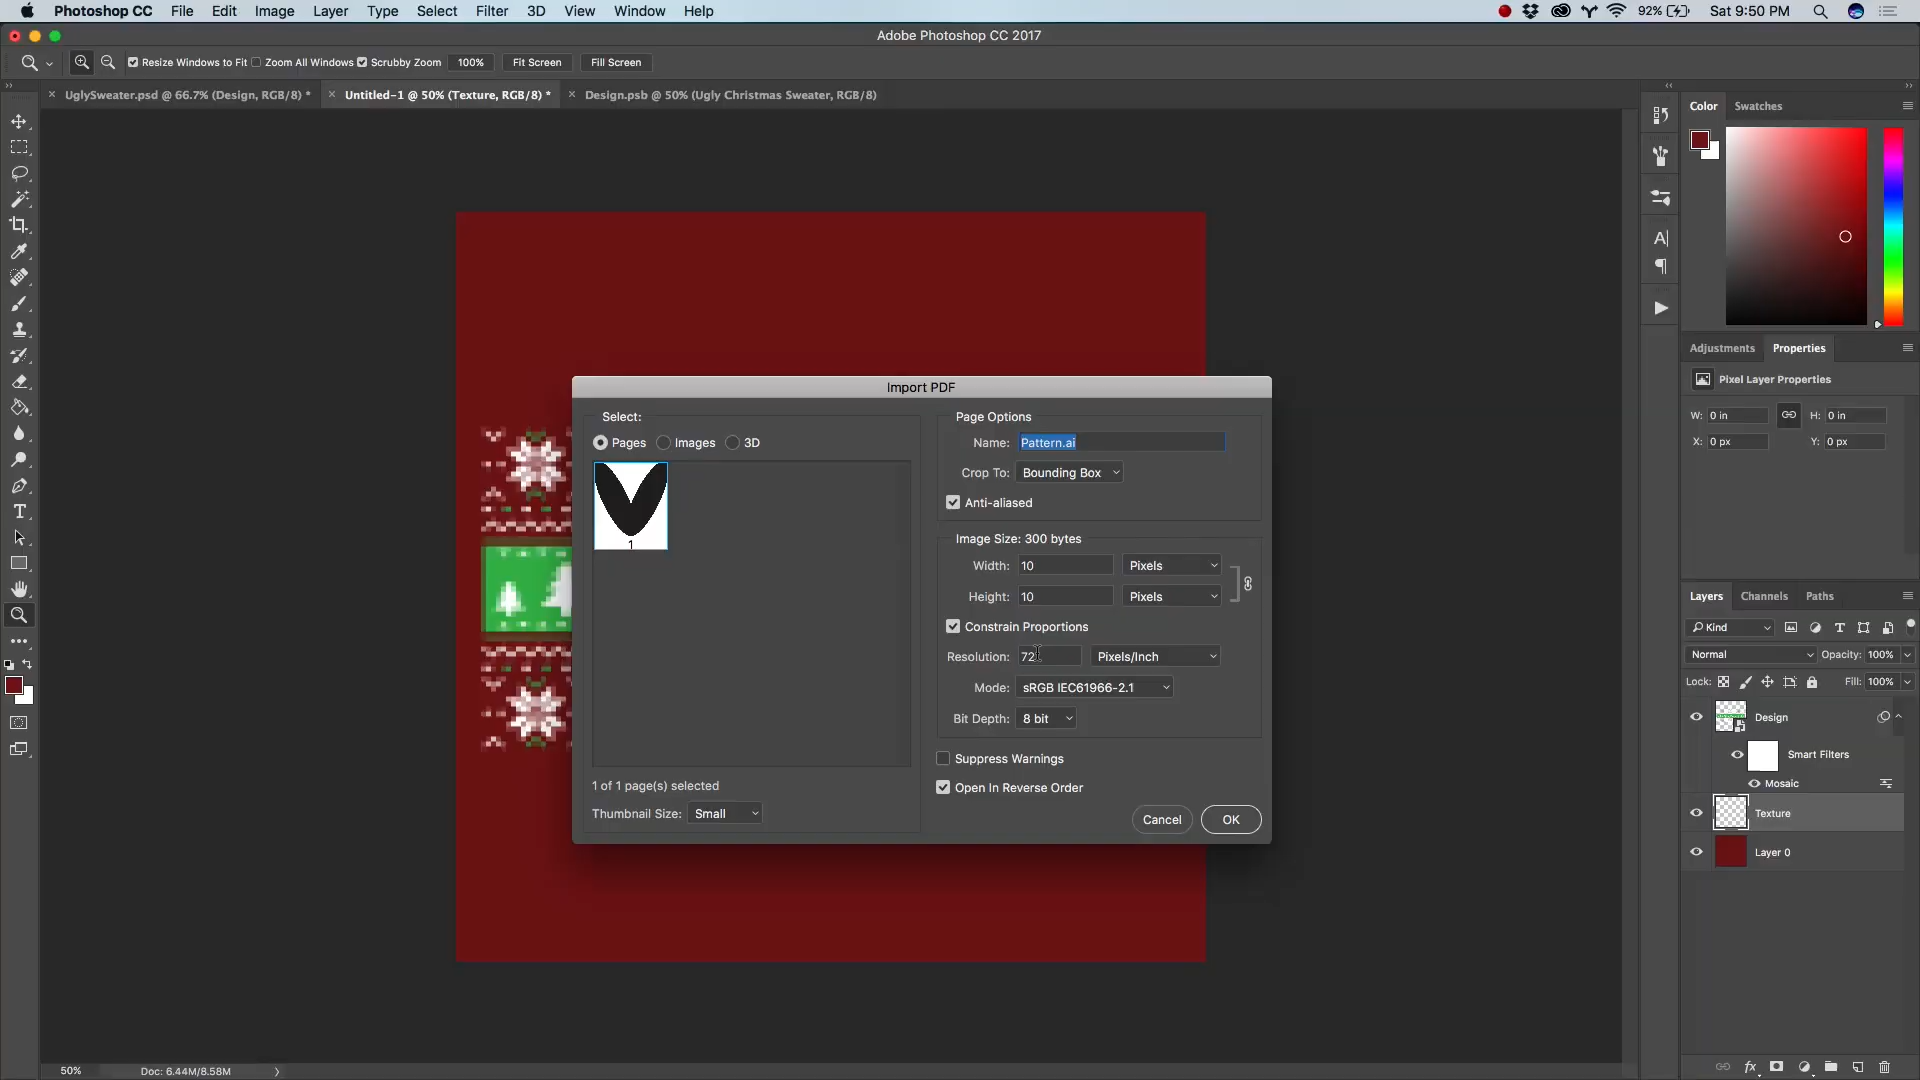 Photoshop CC File Edit Image Layer Type Select Filter 3D View Window Help 92% Sat 9:50 PM
Adobe Photoshop CC 2017
Resize Windows to Fit Zoom All Windows Scrubby Zoom 100% Fit Screen Fill Screen
UglySweater.psd @ 66.7% (Design, RGB/8) * Untitled-1 @ 50% (Texture, RGB/8) * Design.psb @ 50% (Ugly Christmas Sweater, RGB/8)
Color Swatches
Adjustments Properties
Pixel Layer Properties
W: 0 in H: 0 in
X: 0 px Y: 0 px
Import PDF
Select:
Pages Images 3D
1
1 of 1 page(s) selected
Thumbnail Size: Small
Page Options
Name: Pattern.ai
Crop To: Bounding Box
Anti-aliased
Image Size: 300 bytes
Width: 10 Pixels
Height: 10 Pixels
Constrain Proportions
Resolution: 72 Pixels/Inch
Mode: sRGB IEC61966-2.1
Bit Depth: 8 bit
Suppress Warnings
Open In Reverse Order
Cancel OK
Layers Channels Paths
Kind
Normal Opacity: 100%
Lock: Fill: 100%
Design
Smart Filters
Mosaic
Texture
Layer 0
50% Doc: 6.44M/8.58M